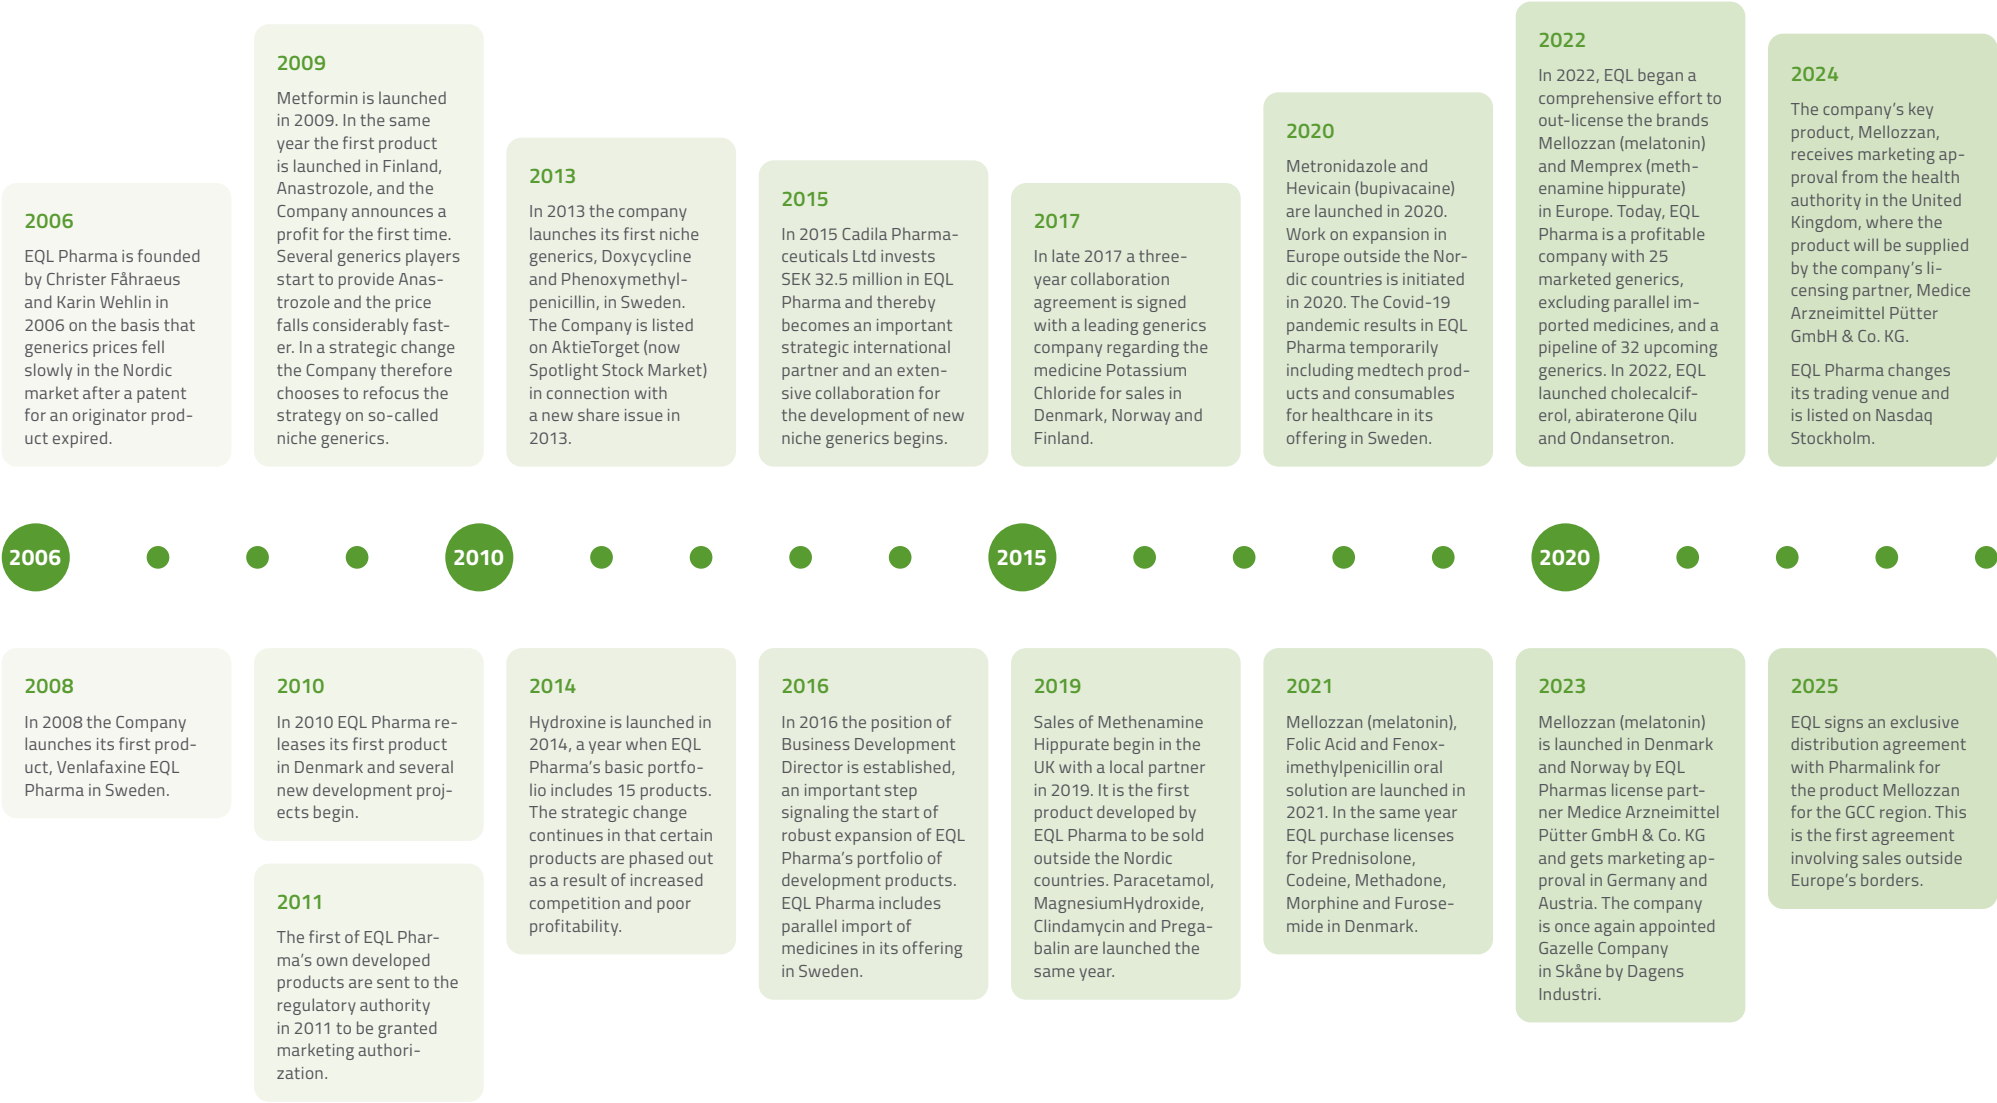 2006
EQL Pharma is founded
by Christer Fåhraeus
and Karin Wehlin in
2006 on the basis that
generics prices fell
slowly in the Nordic
market after a patent
for an originator prod-
uct expired.
2009
Metformin is launched
in 2009. In the same
year the first product
is launched in Finland,
Anastrozole, and the
Company announces a
profit for the first time.
Several generics players
start to provide Anas-
trozole and the price
falls considerably fast-
er. In a strategic change
the Company therefore
chooses to refocus the
strategy on so-called
niche generics.
2013
In 2013 the company
launches its first niche
generics, Doxycycline
and Phenoxymethyl-
penicillin, in Sweden.
The Company is listed
on AktieTorget (now
Spotlight Stock Market)
in connection with
a new share issue in
2013.
2015
In 2015 Cadila Pharma-
ceuticals Ltd invests
SEK 32.5 million in EQL
Pharma and thereby
becomes an important
strategic international
partner and an exten-
sive collaboration for
the development of new
niche generics begins.
2017
In late 2017 a three-
year collaboration
agreement is signed
with a leading generics
company regarding the
medicine Potassium
Chloride for sales in
Denmark, Norway and
Finland.
2020
Metronidazole and
Hevicain (bupivacaine)
are launched in 2020.
Work on expansion in
Europe outside the Nor-
dic countries is initiated
in 2020. The Covid-19
pandemic results in EQL
Pharma temporarily
including medtech prod-
ucts and consumables
for healthcare in its
offering in Sweden.
2022
In 2022, EQL began a
comprehensive effort to
out-license the brands
Mellozzan (melatonin)
and Memprex (meth-
enamine hippurate)
in Europe. Today, EQL
Pharma is a profitable
company with 25
marketed generics,
excluding parallel im-
ported medicines, and a
pipeline of 32 upcoming
generics. In 2022, EQL
launched cholecalcif-
erol, abiraterone Qilu
and Ondansetron.
2024
The company's key
product, Mellozzan,
receives marketing ap-
proval from the health
authority in the United
Kingdom, where the
product will be supplied
by the company's li-
censing partner, Medice
Arzneimittel Pütter
GmbH & Co. KG.
EQL Pharma changes
its trading venue and
is listed on Nasdaq
Stockholm.
2006
2010
2015
2020
2008
In 2008 the Company
launches its first prod-
uct, Venlafaxine EQL
Pharma in Sweden.
2010
In 2010 EQL Pharma re-
leases its first product
in Denmark and several
new development proj-
ects begin.
2011
The first of EQL Phar-
ma's own developed
products are sent to the
regulatory authority
in 2011 to be granted
marketing authori-
zation.
2014
Hydroxine is launched in
2014, a year when EQL
Pharma's basic portfo-
lio includes 15 products.
The strategic change
continues in that certain
products are phased out
as a result of increased
competition and poor
profitability.
2016
In 2016 the position of
Business Development
Director is established,
an important step
signaling the start of
robust expansion of EQL
Pharma's portfolio of
development products.
EQL Pharma includes
parallel import of
medicines in its offering
in Sweden.
2019
Sales of Methenamine
Hippurate begin in the
UK with a local partner
in 2019. It is the first
product developed by
EQL Pharma to be sold
outside the Nordic
countries. Paracetamol,
MagnesiumHydroxide,
Clindamycin and Prega-
balin are launched the
same year.
2021
Mellozzan (melatonin),
Folic Acid and Fenox-
imethylpenicillin oral
solution are launched in
2021. In the same year
EQL purchase licenses
for Prednisolone,
Codeine, Methadone,
Morphine and Furose-
mide in Denmark.
2023
Mellozzan (melatonin)
is launched in Denmark
and Norway by EQL
Pharmas license part-
ner Medice Arzneimittel
Pütter GmbH & Co. KG
and gets marketing ap-
proval in Germany and
Austria. The company
is once again appointed
Gazelle Company
in Skåne by Dagens
Industri.
2025
EQL signs an exclusive
distribution agreement
with Pharmalink for
the product Mellozzan
for the GCC region. This
is the first agreement
involving sales outside
Europe's borders.